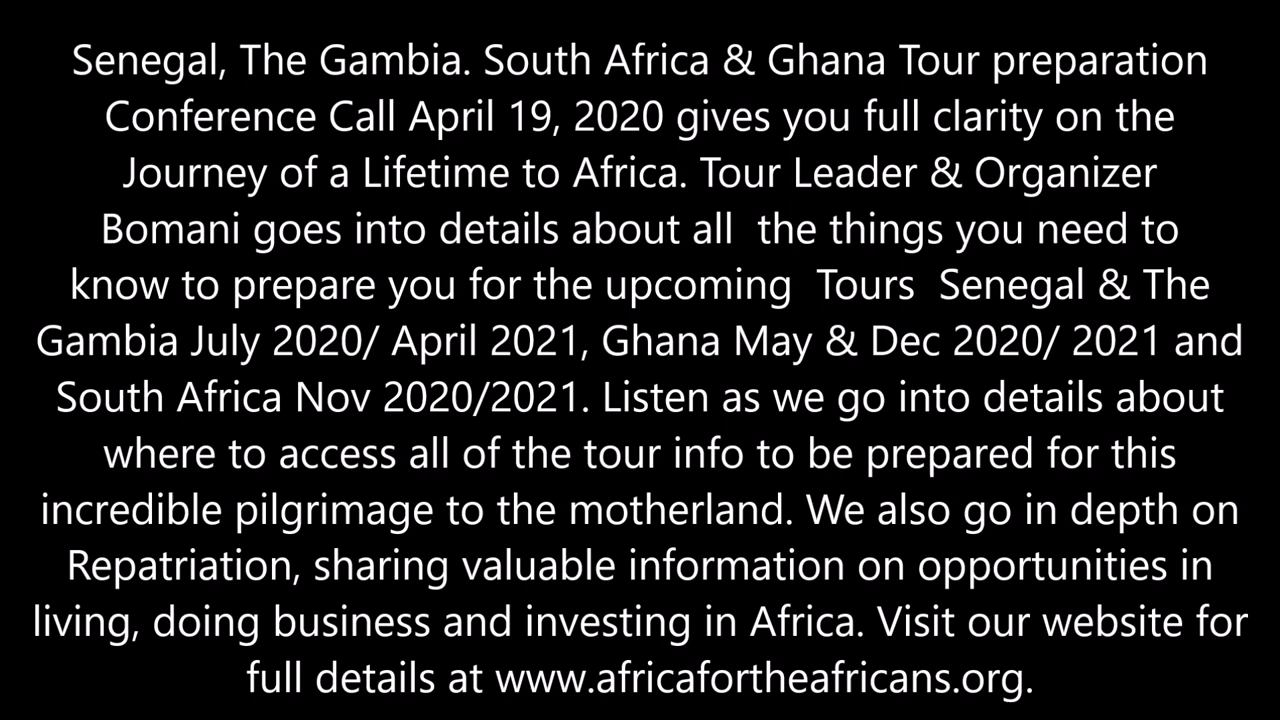 Senegal, The Gambia. South Africa & Ghana Tour preparation
Conference Call April 19, 2020 gives you full clarity on the
Journey of a Lifetime to Africa. Tour Leader & Organizer
Bomani goes into details about all  the things you need to
know to prepare you for the upcoming  Tours  Senegal & The
Gambia July 2020/ April 2021, Ghana May & Dec 2020/ 2021 and
South Africa Nov 2020/2021. Listen as we go into details about
where to access all of the tour info to be prepared for this
incredible pilgrimage to the motherland. We also go in depth on
Repatriation, sharing valuable information on opportunities in
living, doing business and investing in Africa. Visit our website for
full details at www.africafortheafricans.org.